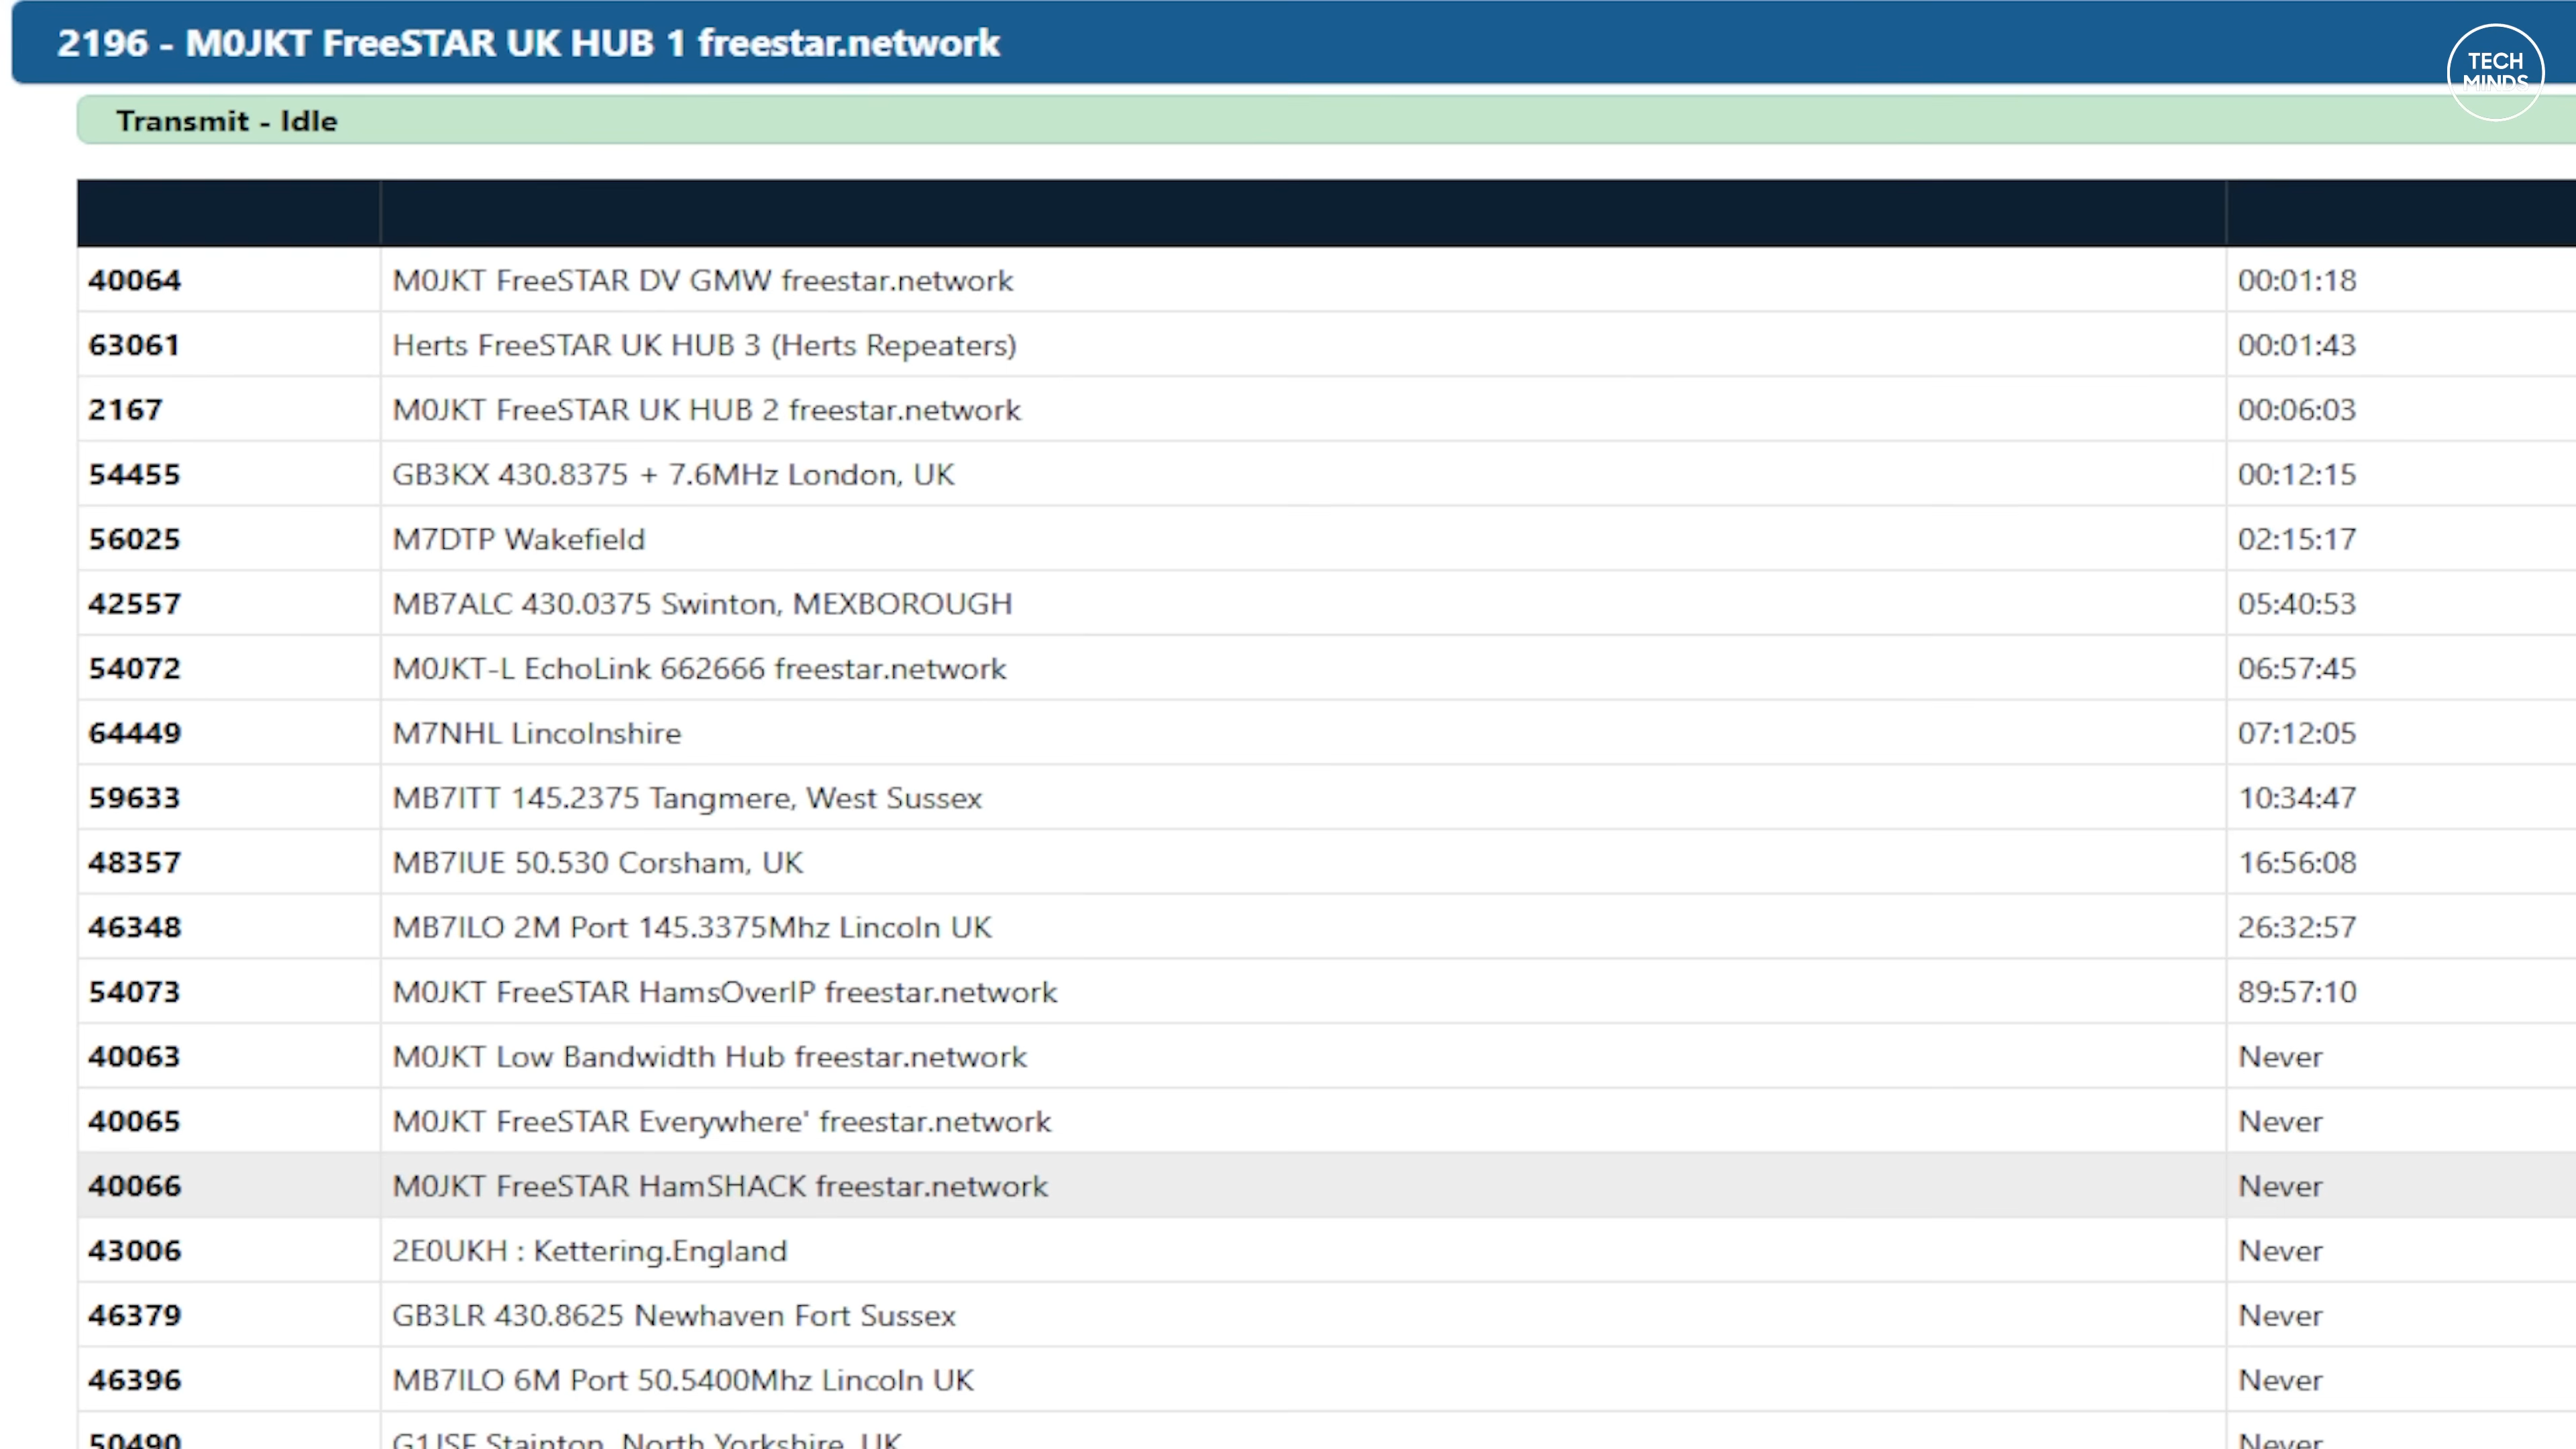 2196 - M0JKT FreeSTAR UK HUB 1 freestar.network
TECH
MINDS
Transmit - Idle
40064 M0JKT FreeSTAR DV GMW freestar.network 00:01:18
63061 Herts FreeSTAR UK HUB 3 (Herts Repeaters) 00:01:43
2167 M0JKT FreeSTAR UK HUB 2 freestar.network 00:06:03
54455 GB3KX 430.8375 + 7.6MHz London, UK 00:12:15
56025 M7DTP Wakefield 02:15:17
42557 MB7ALC 430.0375 Swinton, MEXBOROUGH 05:40:53
54072 M0JKT-L EchoLink 662666 freestar.network 06:57:45
64449 M7NHL Lincolnshire 07:12:05
59633 MB7ITT 145.2375 Tangmere, West Sussex 10:34:47
48357 MB7IUE 50.530 Corsham, UK 16:56:08
46348 MB7ILO 2M Port 145.3375Mhz Lincoln UK 26:32:57
54073 M0JKT FreeSTAR HamsOverIP freestar.network 89:57:10
40063 M0JKT Low Bandwidth Hub freestar.network Never
40065 M0JKT FreeSTAR Everywhere' freestar.network Never
40066 M0JKT FreeSTAR HamSHACK freestar.network Never
43006 2E0UKH : Kettering.England Never
46379 GB3LR 430.8625 Newhaven Fort Sussex Never
46396 MB7ILO 6M Port 50.5400Mhz Lincoln UK Never
50490 Stainton, North Yorkshire, UK Never